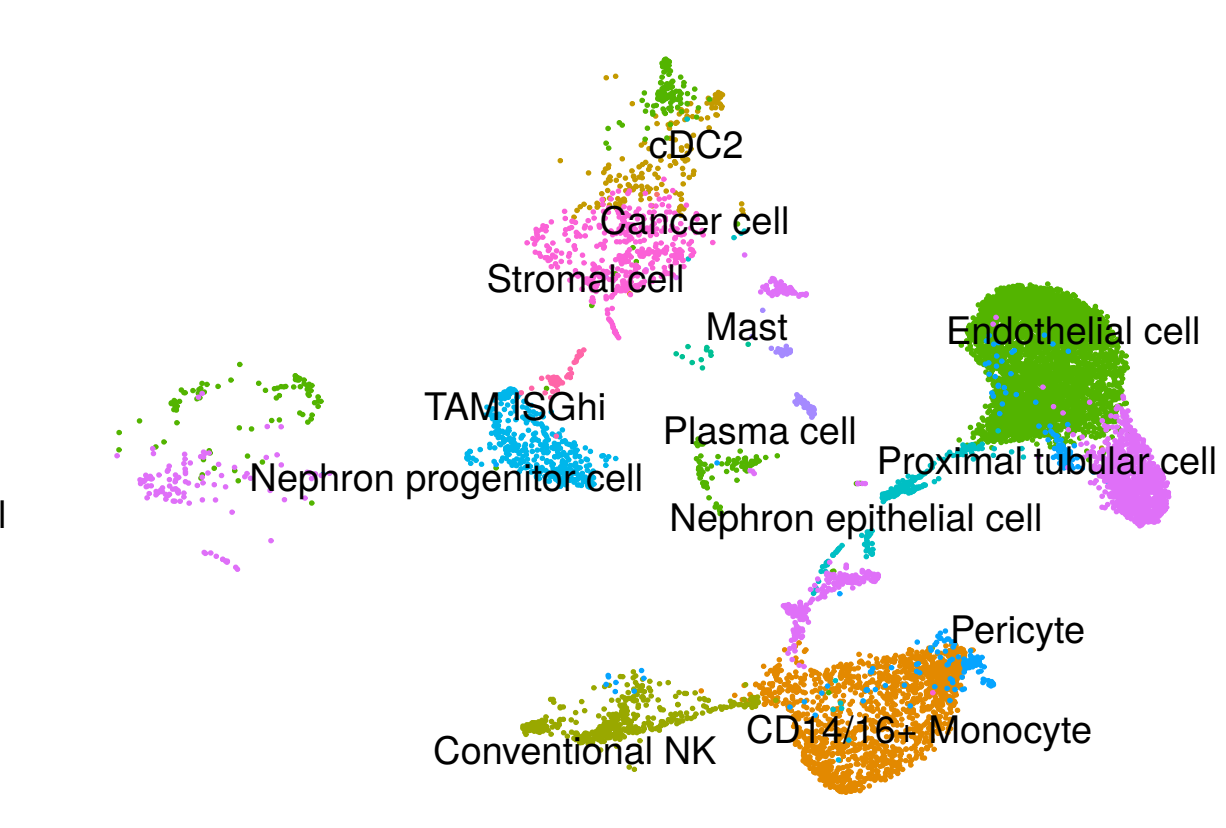 cDC2
Cancer cell
Stromal cell
Mast
Endothelial cell
TAM ISGhi
Plasma cell
Proximal tubular cell
Nephron progenitor cell
l
Nephron epithelial cell
Pericyte
CD14/16+ Monocyte
Conventional NK